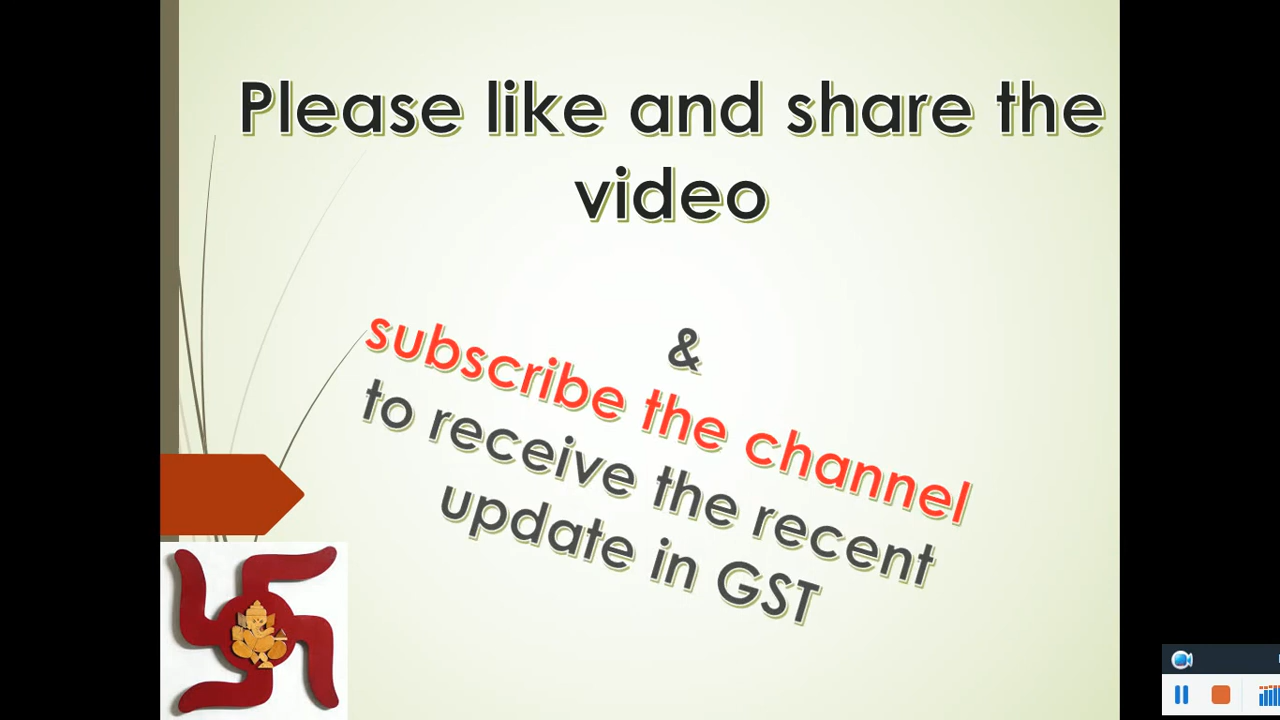 Please like and share the
video
&
subscribe the channel
to receive the recent
update in GST